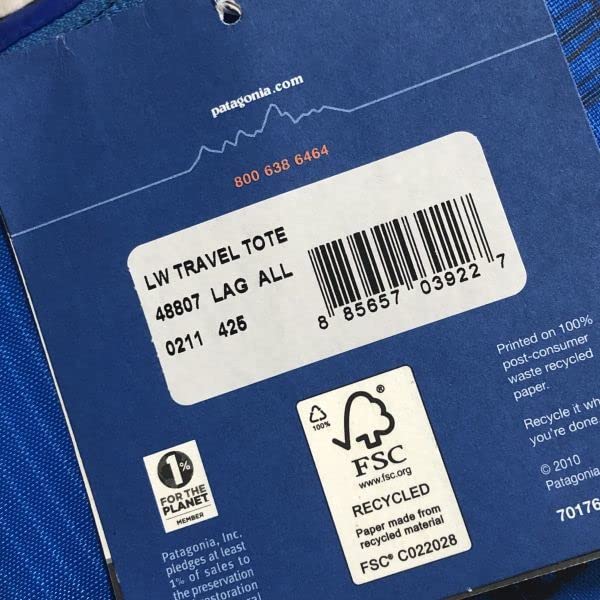 patagonia.com
800 638 6464
LW TRAVEL TOTE
48807 LAG ALL
0211 425
8 85657 03922 7
Printed on 100%
post-consumer
waste recycled
paper.
Recycle it wh
you're done
© 2010
Patagonia
70176
100%
®
FSC
www.fsc.org
RECYCLED
Paper made from
recycled material
FSC® C022028
1%
FOR THE
PLANET
MEMBER
Patagonia, Inc.
pledges at least
1% of sales to
the preservation
storation